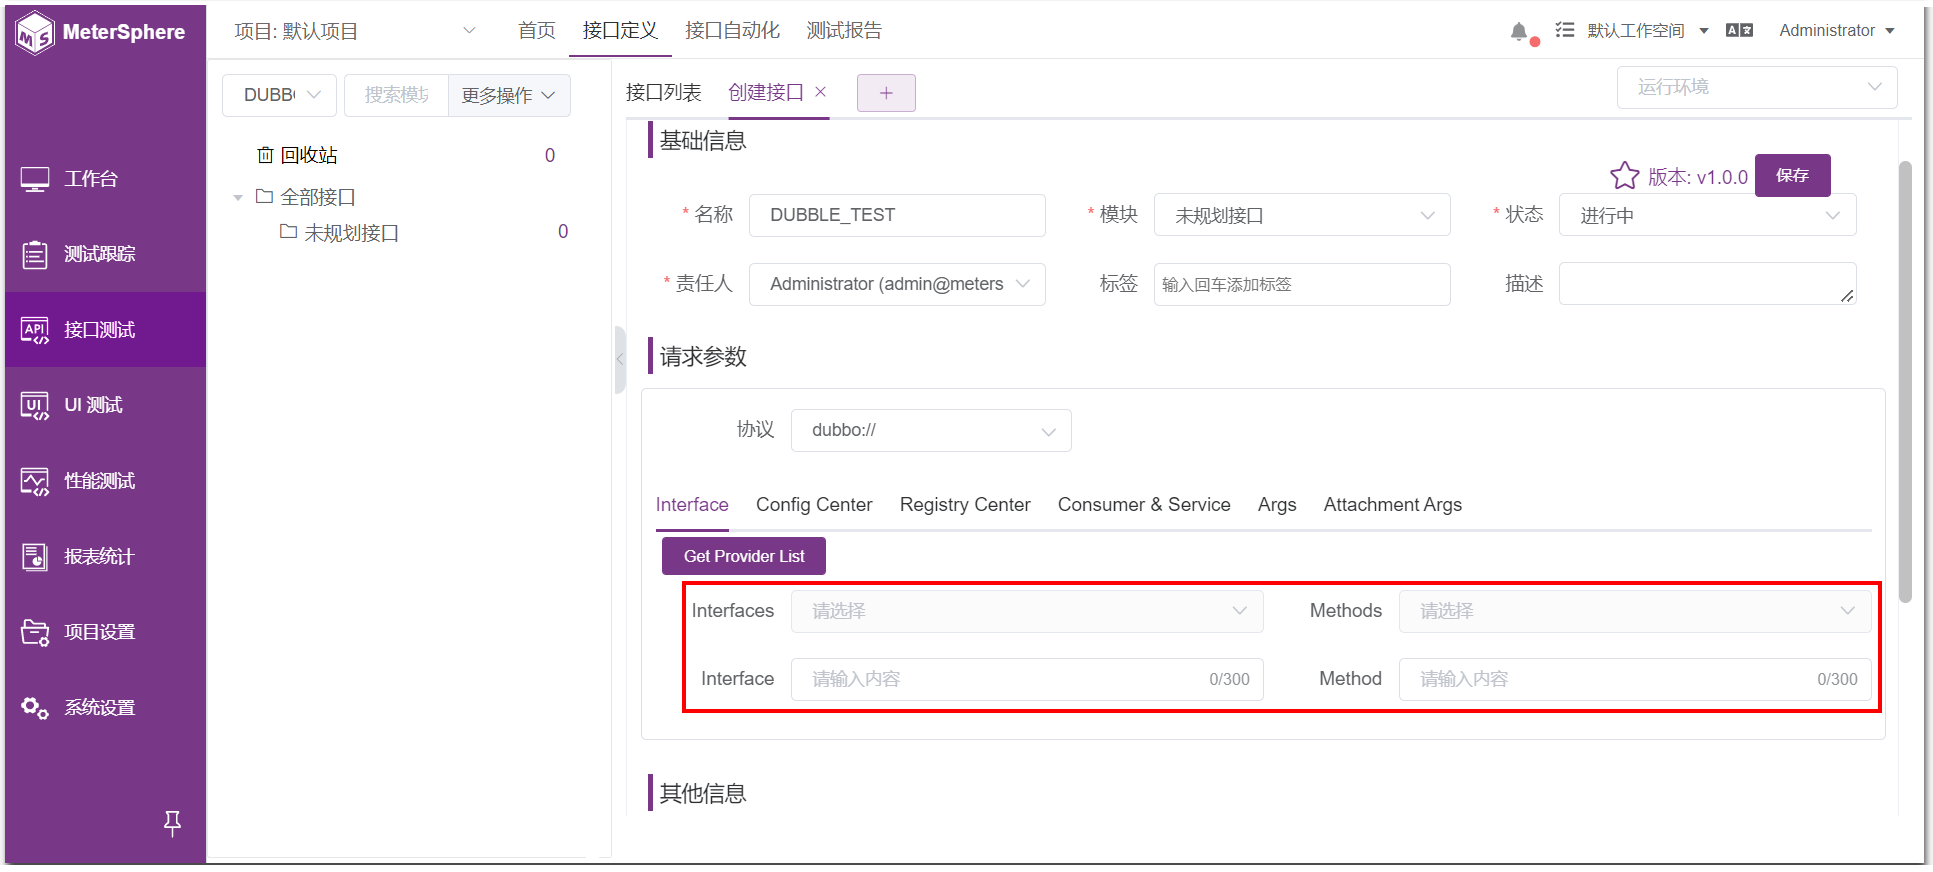 MeterSphere
项目: 默认项目
首页 接口定义 接口自动化 测试报告
默认工作空间
Administrator
工作台
测试跟踪
API 接口测试
UI UI 测试
性能测试
报表统计
项目设置
系统设置
搜索模块
更多操作
回收站 0
全部接口
未规划接口 0
接口列表 创建接口 × +
运行环境
基础信息
版本: v1.0.0 保存
* 名称 DUBBLE_TEST * 模块 未规划接口 * 状态 进行中
* 责任人 Administrator (admin@meters 标签 输入回车添加标签 描述
请求参数
协议 dubbo://
Interface Config Center Registry Center Consumer & Service Args Attachment Args
Get Provider List
Interfaces 请选择 Methods 请选择
Interface 请输入内容 0/300 Method 请输入内容 0/300
其他信息